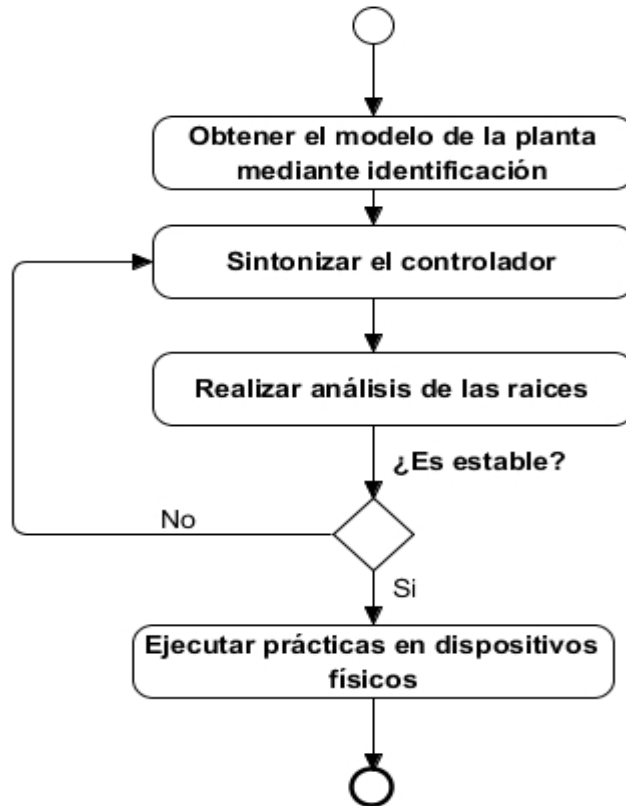 Obtener el modelo de la planta
mediante identificación
Sintonizar el controlador
Realizar análisis de las raices
¿Es estable?
No
Si
Ejecutar prácticas en dispositivos
físicos